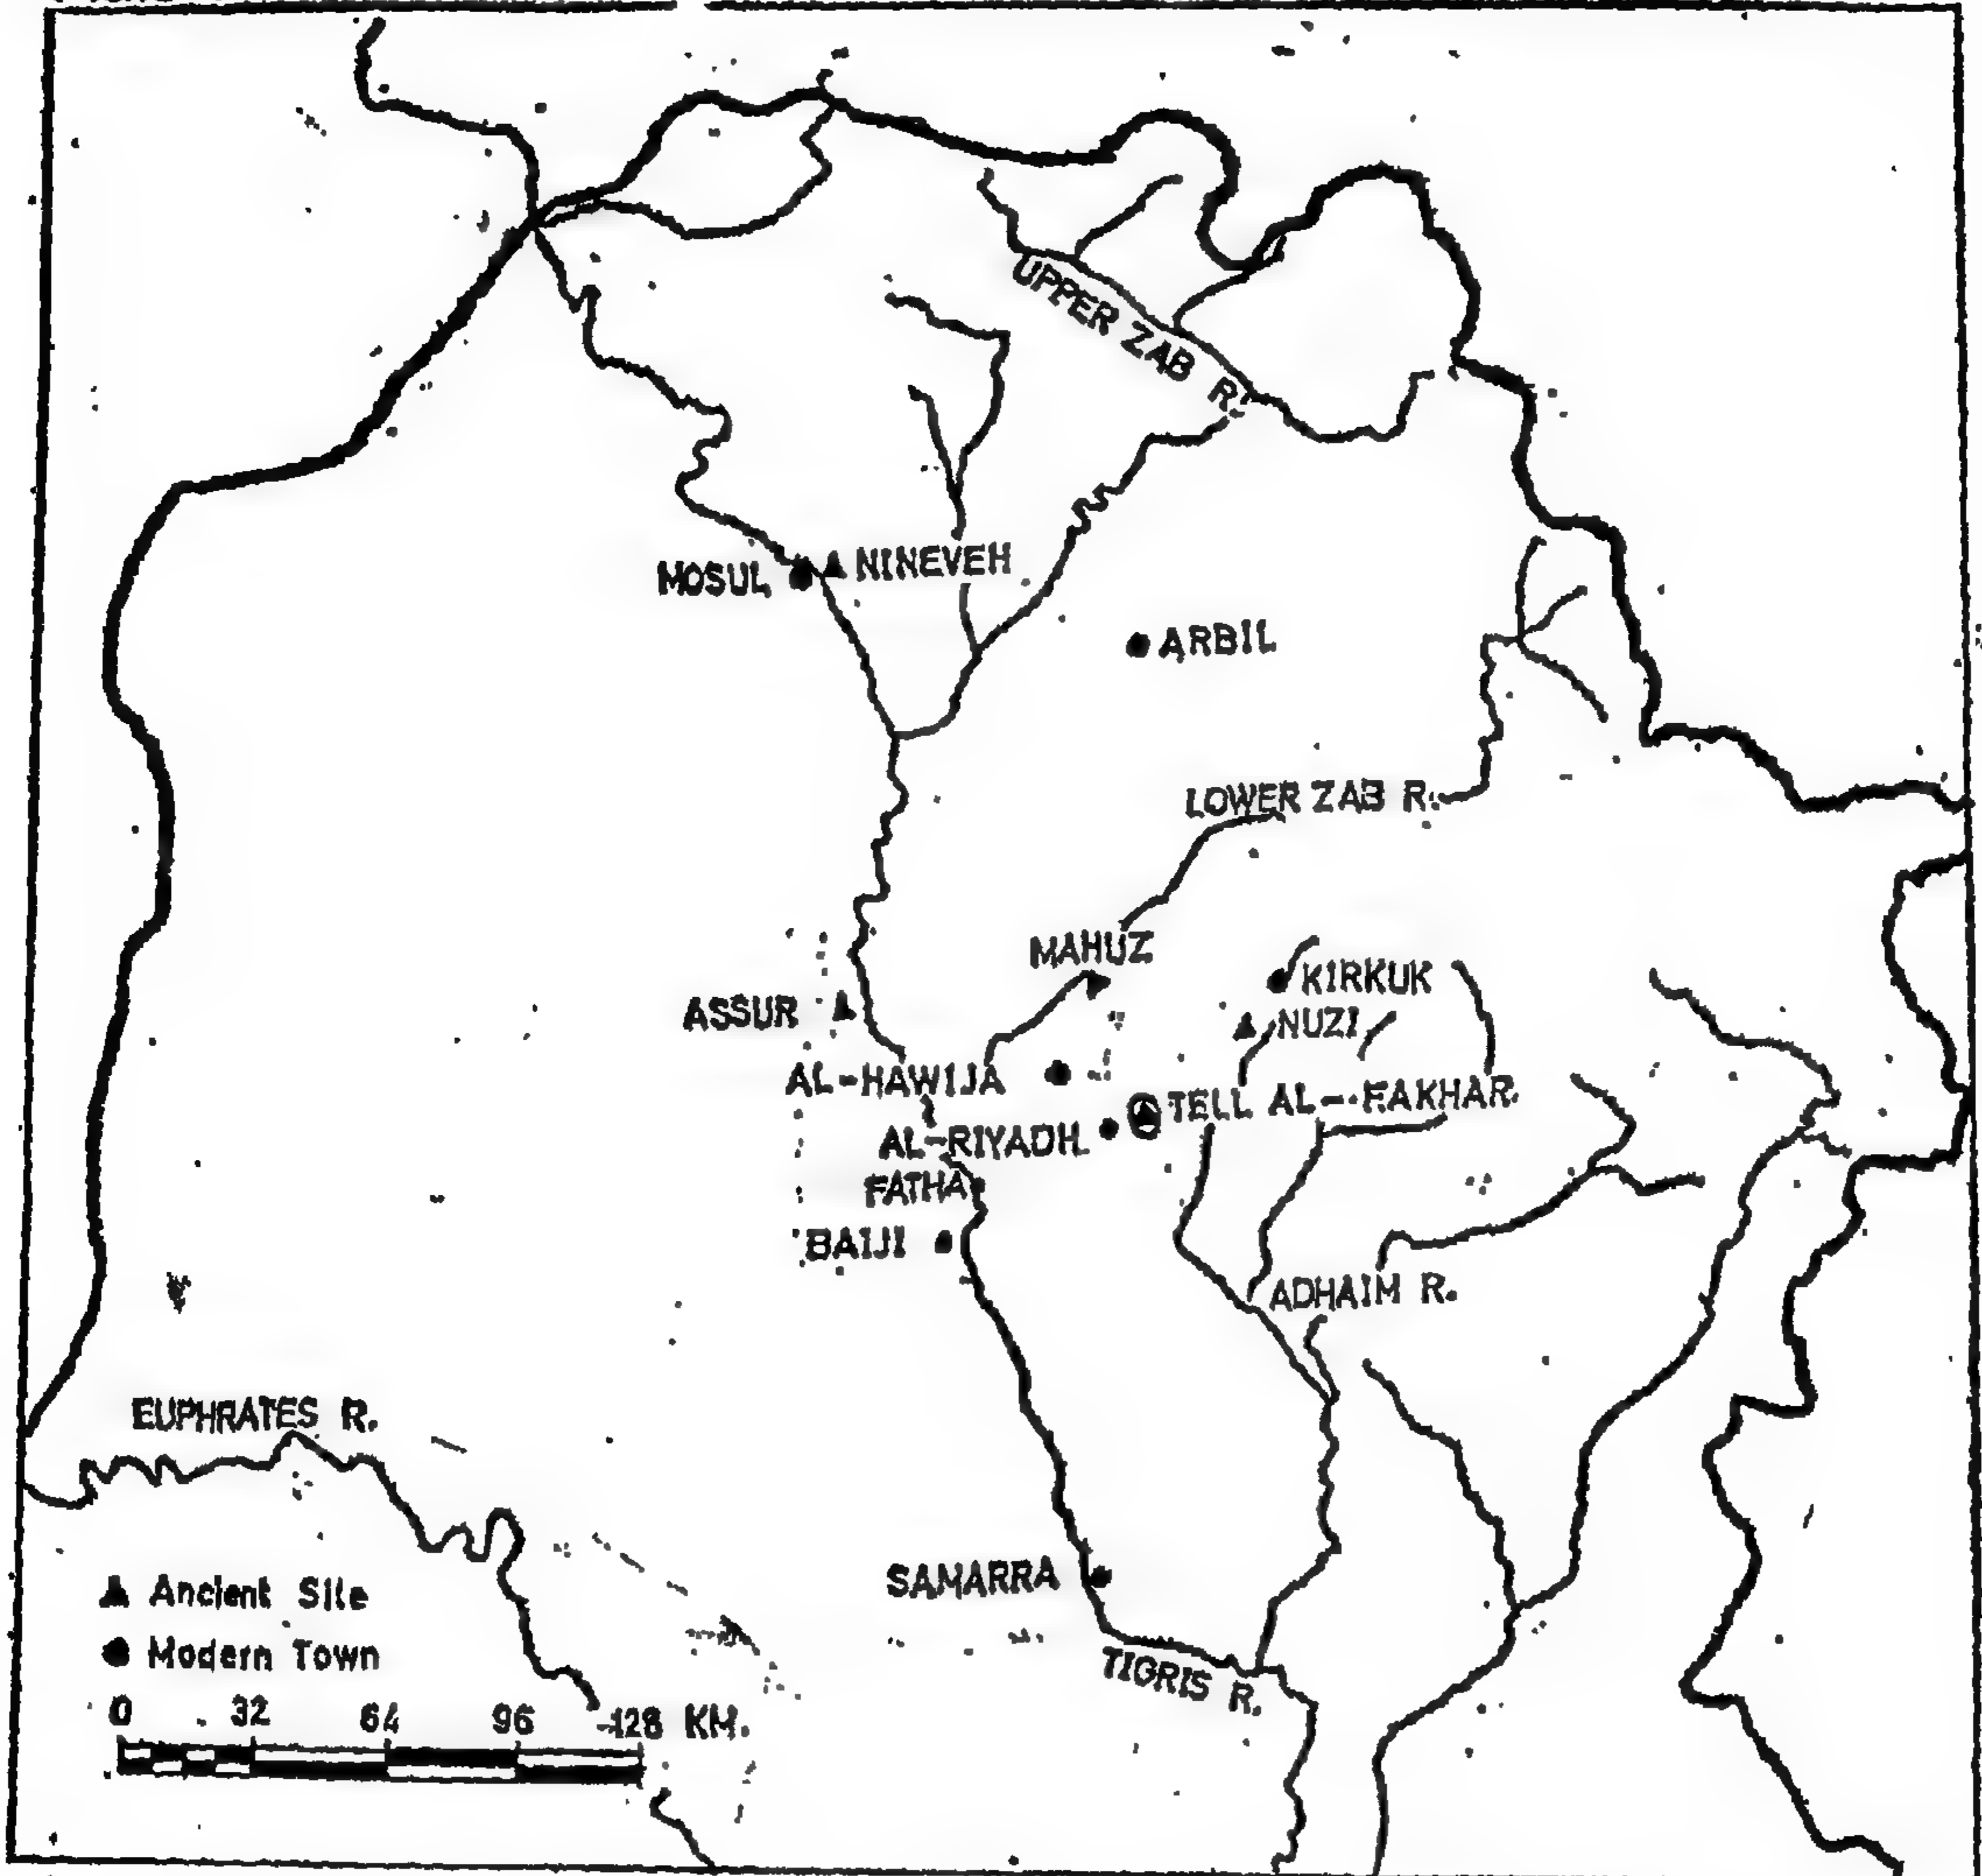 UPPER ZAB R.
MOSUL
NINEVEH
ARBIL
LOWER ZAB R.
MAHUZ
KIRKUK
ASSUR
NUZI
AL-HAWIJA
TELL AL-FAKHAR
AL-RIYADH
FATHA
BAIJI
ADHAIM R.
EUPHRATES R.
SAMARRA
TIGRIS R.
Ancient Site
Modern Town
0 32 64 96 128 KM.